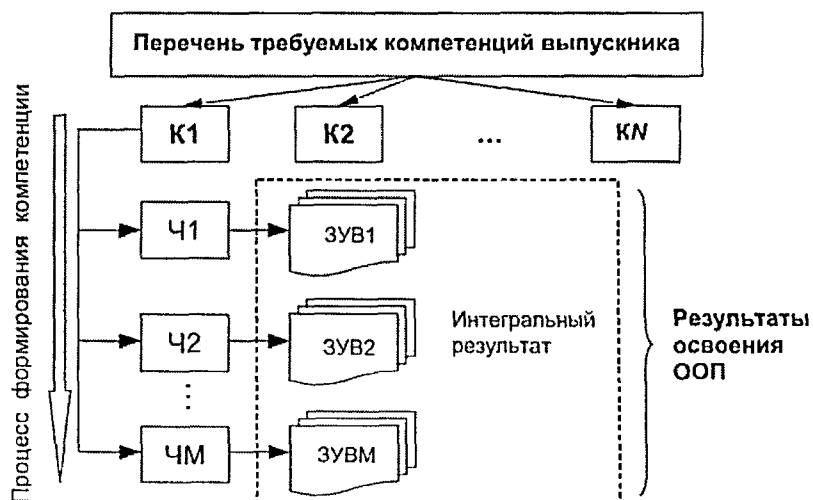 Перечень требуемых компетенций выпускника
Процесс формирования компетенции
К1
К2
...
КN
Ч1
ЗУВ1
Ч2
ЗУВ2
Интегральный
результат
Результаты
освоения
ООП
ЧМ
ЗУВМ